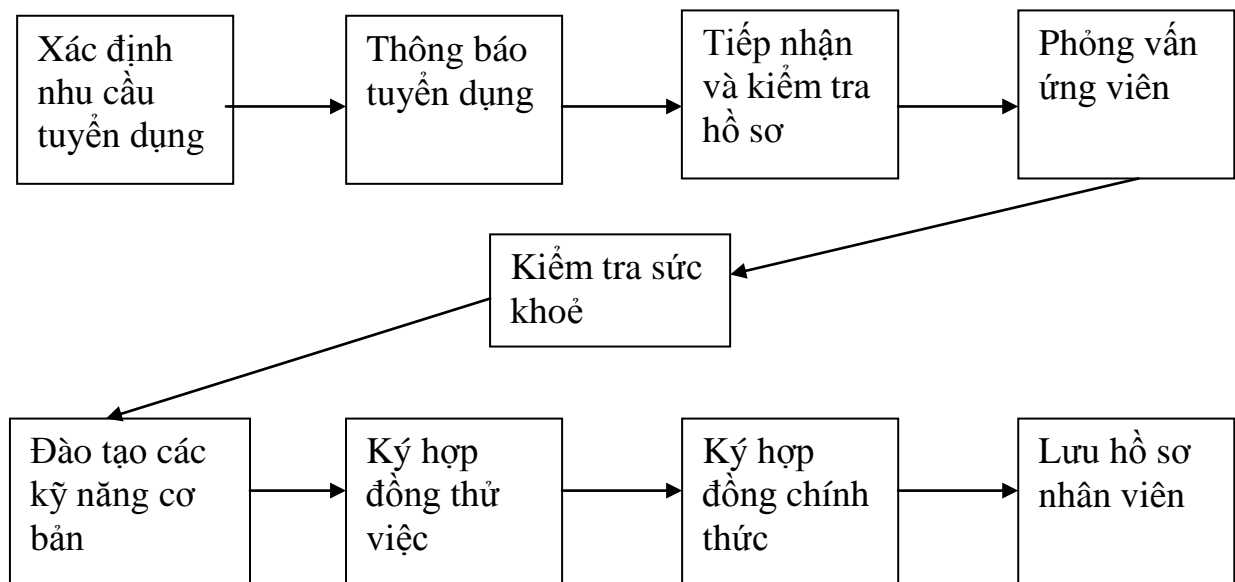 Xác định
nhu cầu
tuyển dụng
Thông báo
tuyển dụng
Tiếp nhận
và kiểm tra
hồ sơ
Phỏng vấn
ứng viên
Kiểm tra sức
khoẻ
Đào tạo các
kỹ năng cơ
bản
Ký hợp
đồng thử
việc
Ký hợp
đồng chính
thức
Lưu hồ sơ
nhân viên